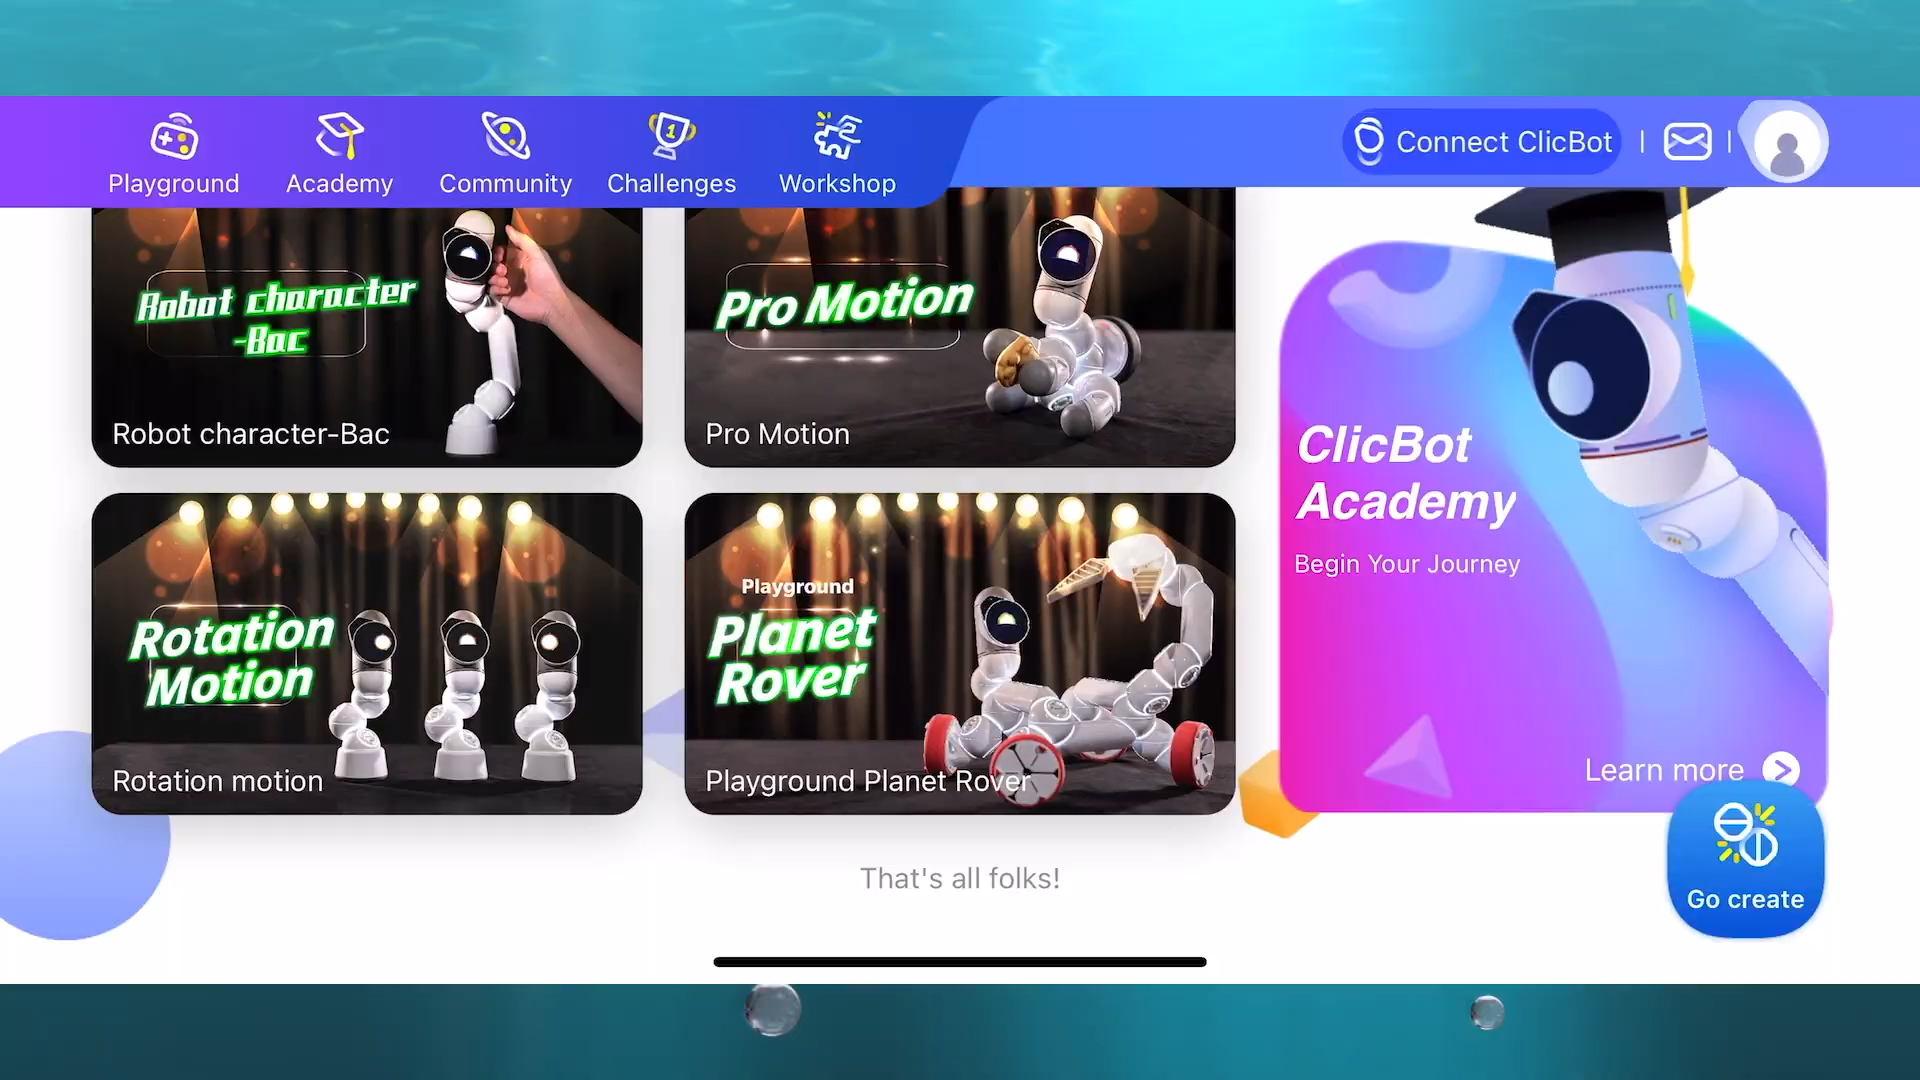 Playground
Academy
Community
1
Challenges
Workshop
Connect ClicBot
Robot character
-Bac
Robot character-Bac
Pro Motion
Pro Motion
Rotation
Motion
Rotation motion
Playground
Planet
Rover
Playground Planet Rover
ClicBot
Academy
Begin Your Journey
Learn more
Go create
That's all folks!